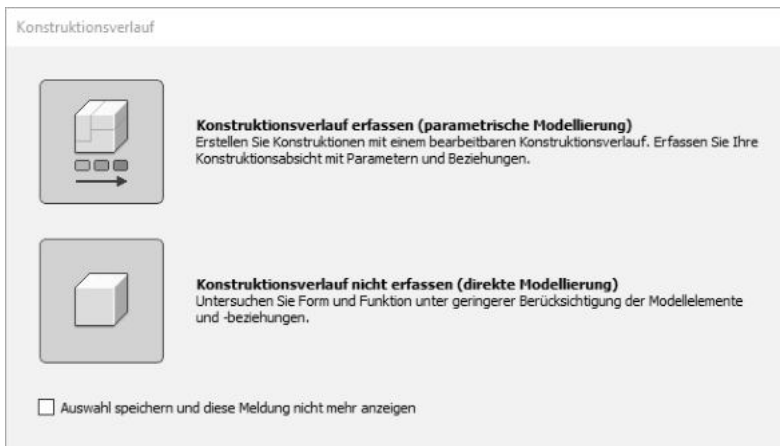 Konstruktionsverlauf
Konstruktionsverlauf erfassen (parametrische Modellierung)
Erstellen Sie Konstruktionen mit einem bearbeitbaren Konstruktionsverlauf. Erfassen Sie Ihre
Konstruktionsabsicht mit Parametern und Beziehungen.
Konstruktionsverlauf nicht erfassen (direkte Modellierung)
Untersuchen Sie Form und Funktion unter geringerer Berücksichtigung der Modellelemente
und -beziehungen.
Auswahl speichern und diese Meldung nicht mehr anzeigen